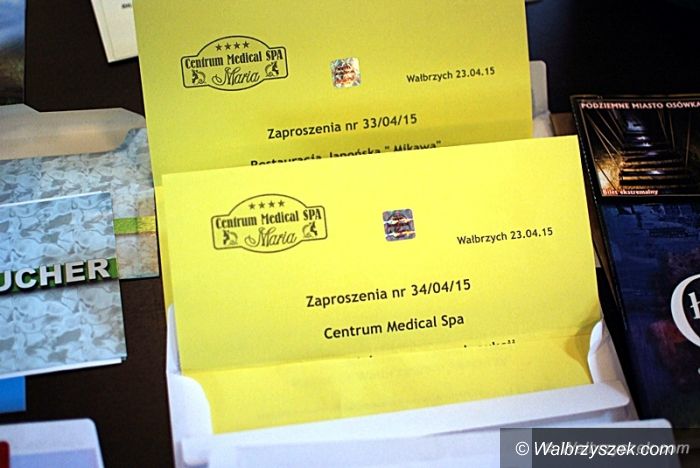 Centrum Medical SPA
Maria
Wałbrzych 23.04.15
Zaproszenia nr 33/04/15
Restauracja Japońska " Mikawa"
Centrum Medical SPA
Maria
Wałbrzych 23.04.15
Zaproszenia nr 34/04/15
Centrum Medical Spa
UCHER
PODZIEMNE MIASTO OSÓWKA
Bilet ekstremalny
© Walbrzyszek.com